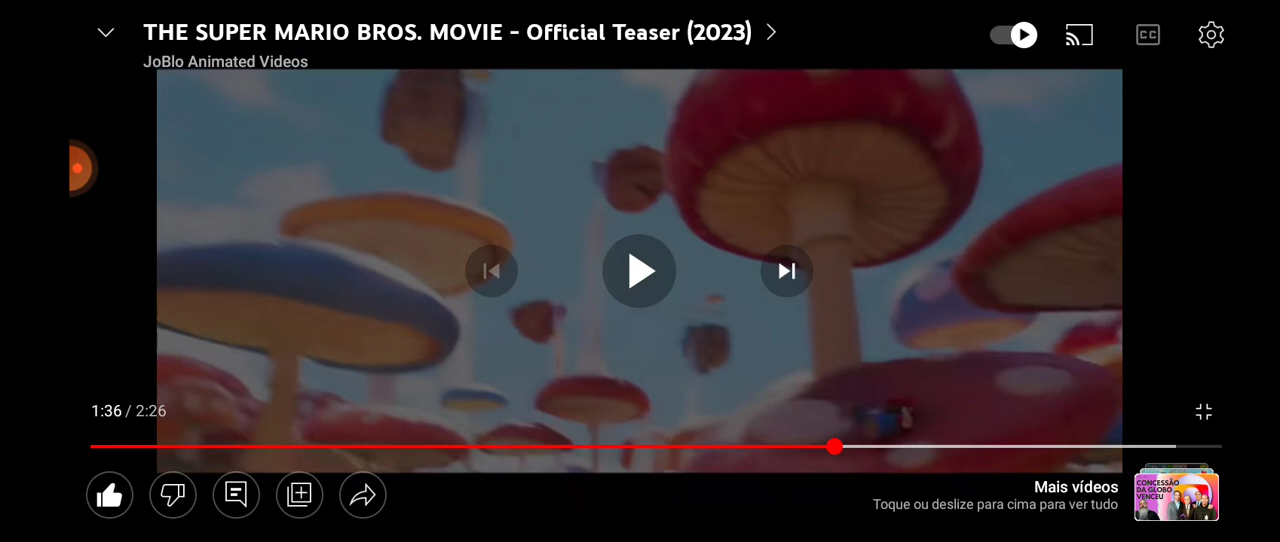 THE SUPER MARIO BROS. MOVIE - Official Teaser (2023)
JoBlo Animated Videos
CC
1:36 / 2:26
Mais vídeos
Toque ou deslize para cima para ver tudo
CONCESSÃO
DA GLOBO
VENCEU